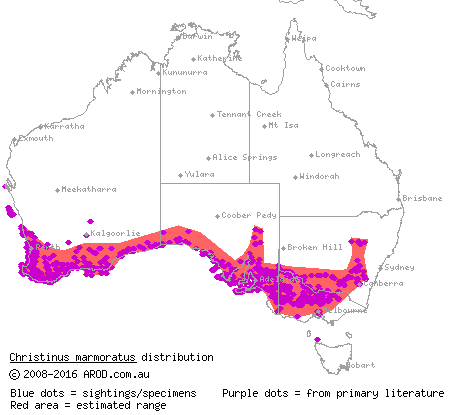 Darwin
Weipa
Katherine
Kununurra
Cooktown
Cairns
Mornington
Tennant Creek
Mt Isa
Karratha
Exmouth
Alice Springs
Longreach
Yulara
Windorah
Meekatharra
Brisbane
Coober Pedy
Kalgoorlie
Perth
Broken Hill
Sydney
Adelaide
Canberra
Melbourne
Hobart
Christinus marmoratus distribution
© 2008-2016 AROD.com.au
Blue dots = sightings/specimens Purple dots = from primary literature
Red area = estimated range